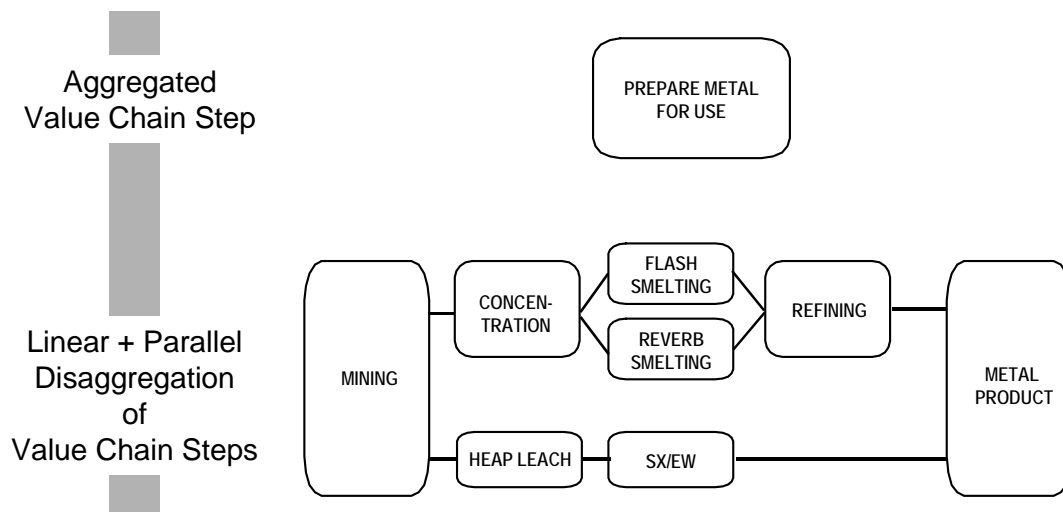 Aggregated
Value Chain Step
PREPARE METAL
FOR USE
Linear + Parallel
Disaggregation
of
Value Chain Steps
MINING
CONCEN-
TRATION
FLASH
SMELTING
REVERB
SMELTING
REFINING
HEAP LEACH
SX/EW
METAL
PRODUCT